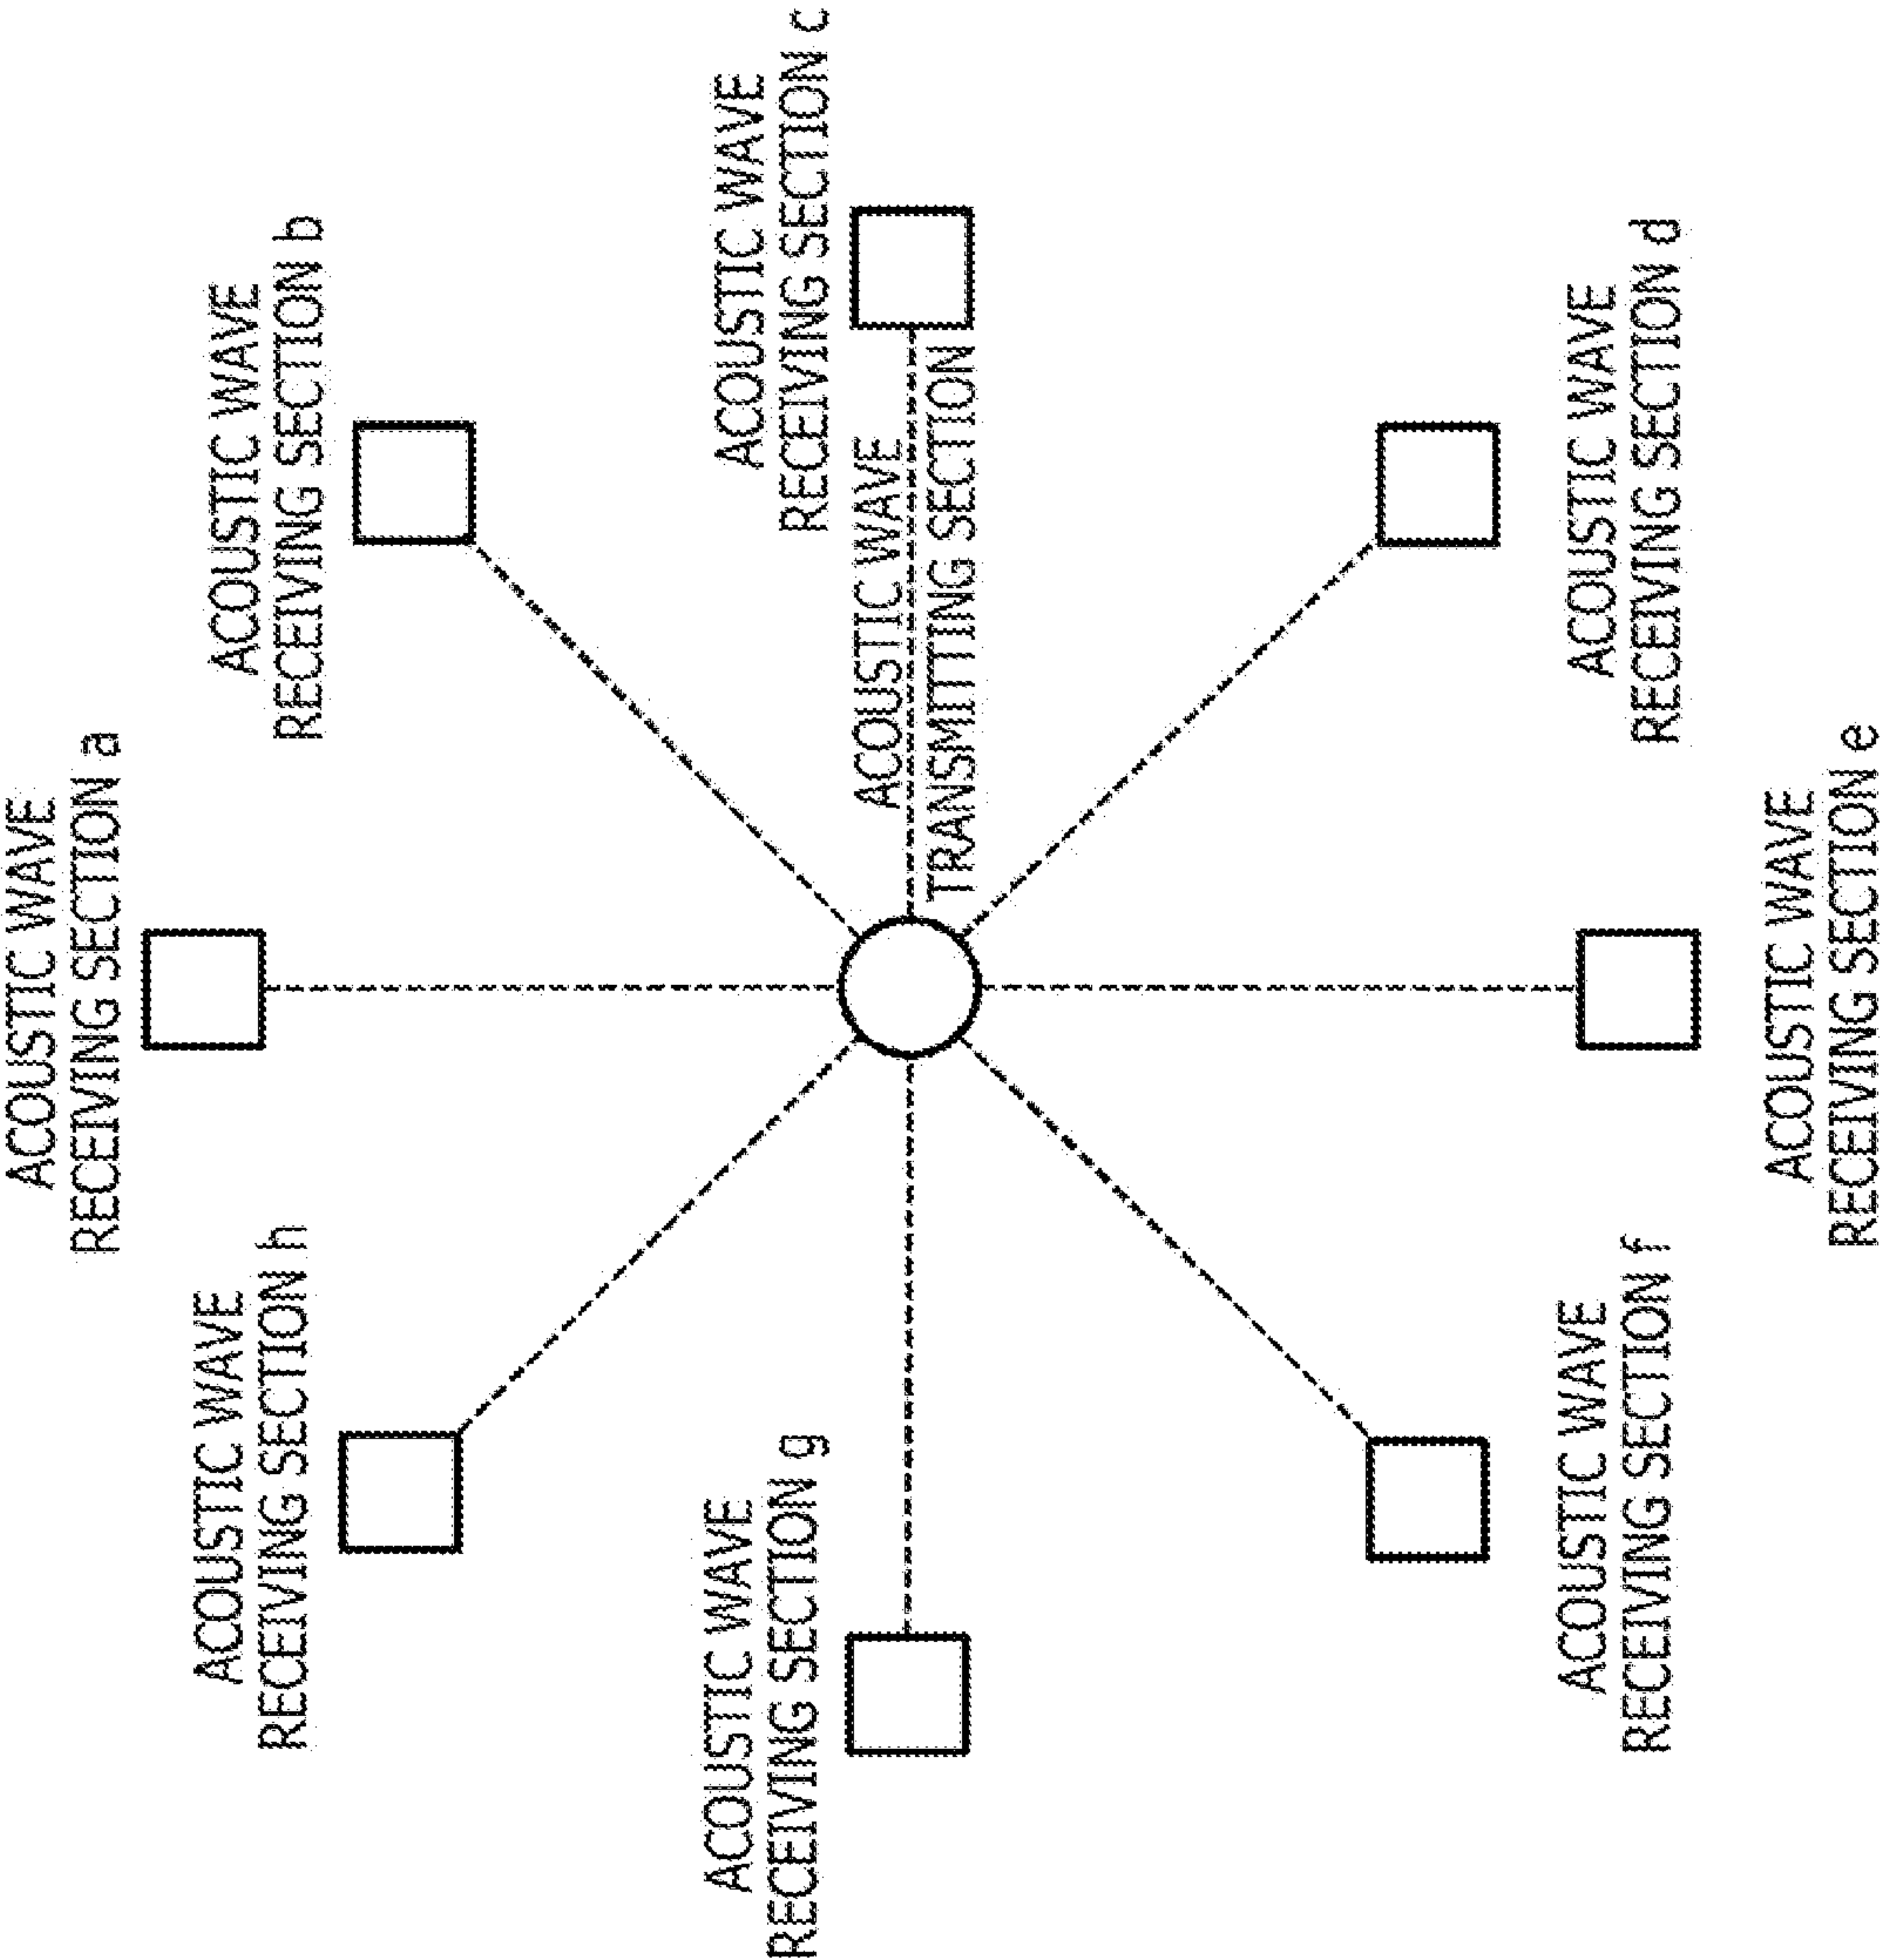 ACOUSTIC WAVE
RECEIVING SECTION a
ACOUSTIC WAVE
RECEIVING SECTION b
ACOUSTIC WAVE
RECEIVING SECTION c
ACOUSTIC WAVE
TRANSMITTING SECTION
ACOUSTIC WAVE
RECEIVING SECTION d
ACOUSTIC WAVE
RECEIVING SECTION e
ACOUSTIC WAVE
RECEIVING SECTION f
ACOUSTIC WAVE
RECEIVING SECTION g
ACOUSTIC WAVE
RECEIVING SECTION h